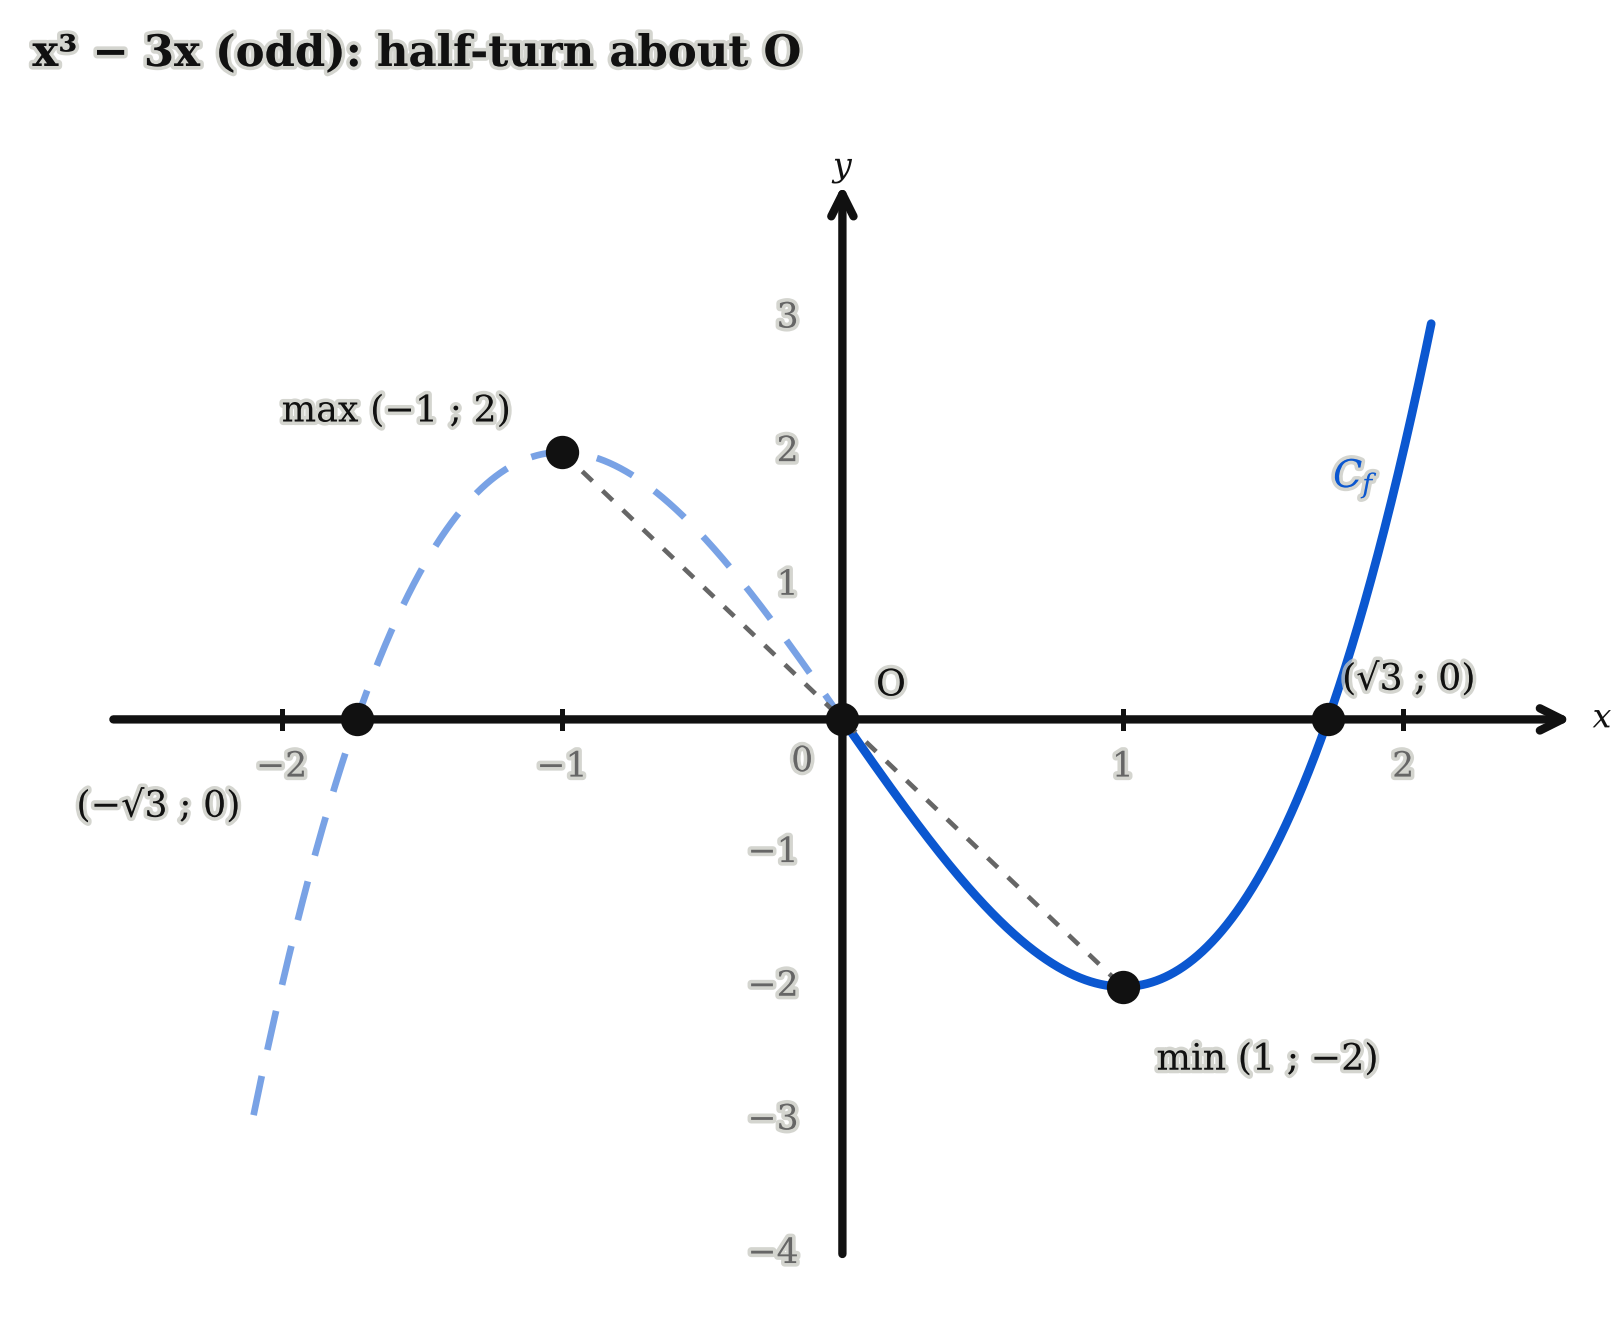 x³ − 3x (odd): half-turn about O
y
3
max (−1 ; 2)
2
C_f
1
O
(√3 ; 0)
x
−2
−1
0
1
2
(−√3 ; 0)
−1
−2
min (1 ; −2)
−3
−4